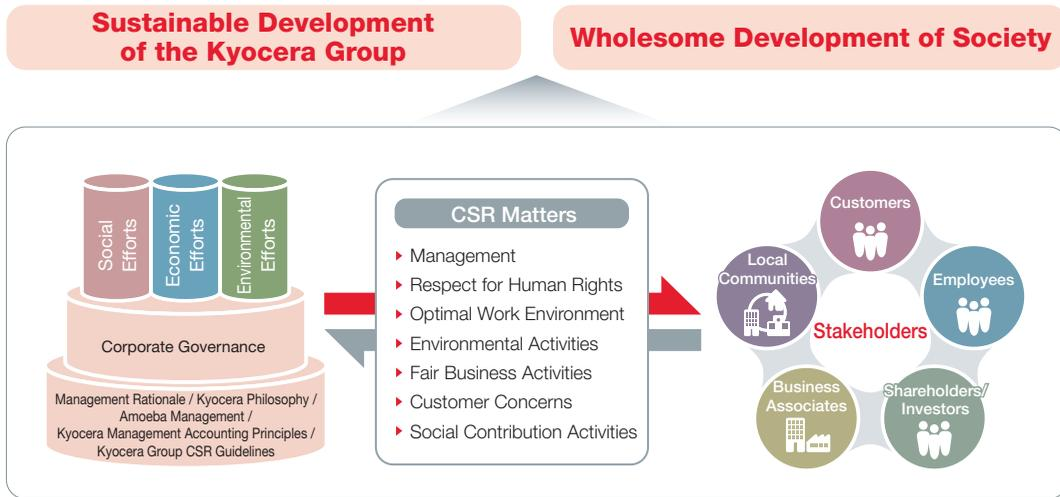 Sustainable Development
of the Kyocera Group
Wholesome Development of Society
Social
Efforts
Economic
Efforts
Environmental
Efforts
Corporate Governance
Management Rationale / Kyocera Philosophy /
Amoeba Management /
Kyocera Management Accounting Principles /
Kyocera Group CSR Guidelines
CSR Matters
Management
Respect for Human Rights
Optimal Work Environment
Environmental Activities
Fair Business Activities
Customer Concerns
Social Contribution Activities
Customers
Local
Communities
Employees
Stakeholders
Business
Associates
Shareholders/
Investors